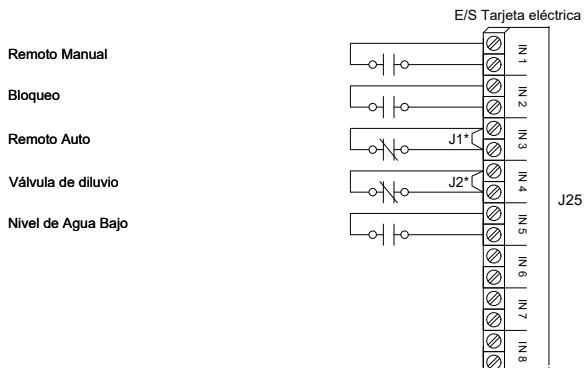 E/S Tarjeta eléctrica
Remoto Manual
IN 1
Bloqueo
IN 2
Remoto Auto
J1*
IN 3
Válvula de diluvio
J2*
IN 4
J25
Nivel de Agua Bajo
IN 5
IN 6
IN 7
IN 8